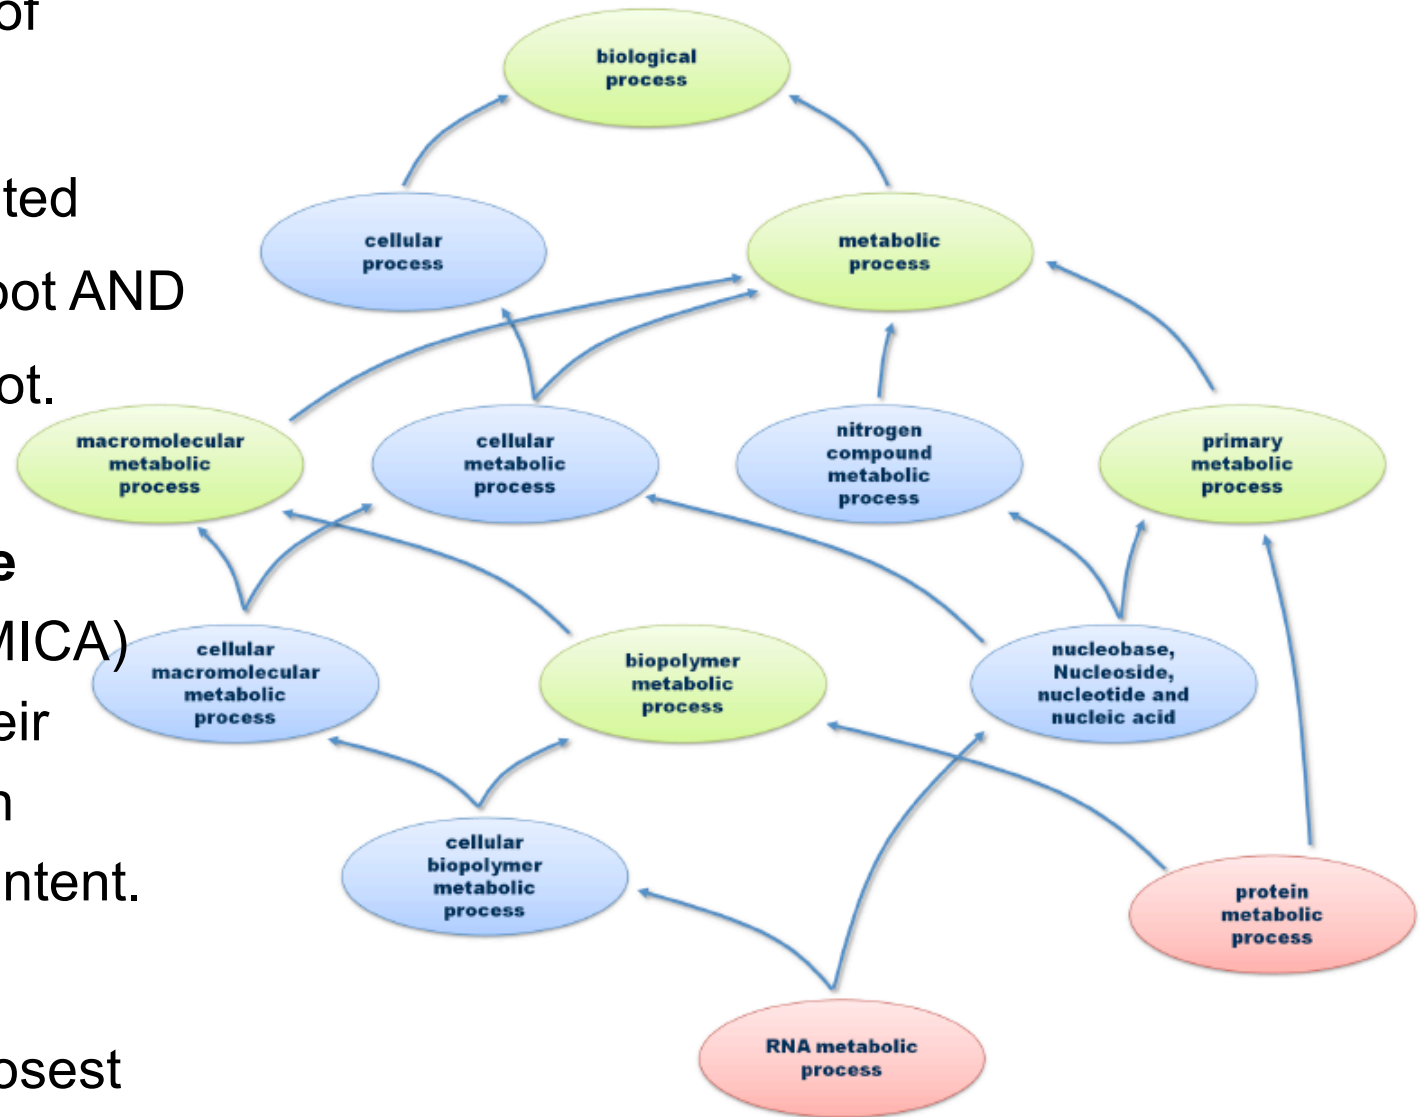 of
biological
process
ted
cellular
process
metabolic
process
oot AND
ot.
macromolecular
metabolic
process
cellular
metabolic
process
nitrogen
compound
metabolic
process
primary
metabolic
process
e
MICA)
cellular
macromolecular
metabolic
process
biopolymer
metabolic
process
nucleobase,
Nucleoside,
nucleotide and
nucleic acid
eir
n
ntent.
cellular
biopolymer
metabolic
process
protein
metabolic
process
RNA metabolic
process
osest